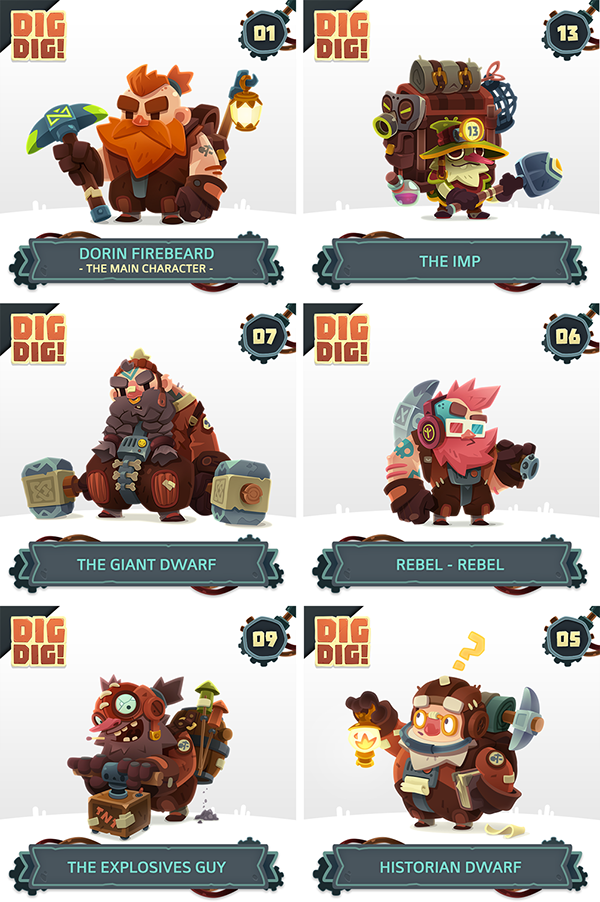 DIG
DIG!
01
DORIN FIREBEARD
- THE MAIN CHARACTER -
DIG
DIG!
13
13
THE IMP
DIG
DIG!
07
THE GIANT DWARF
DIG
DIG!
06
REBEL - REBEL
DIG
DIG!
09
TNT
THE EXPLOSIVES GUY
DIG
DIG!
05
?
HISTORIAN DWARF